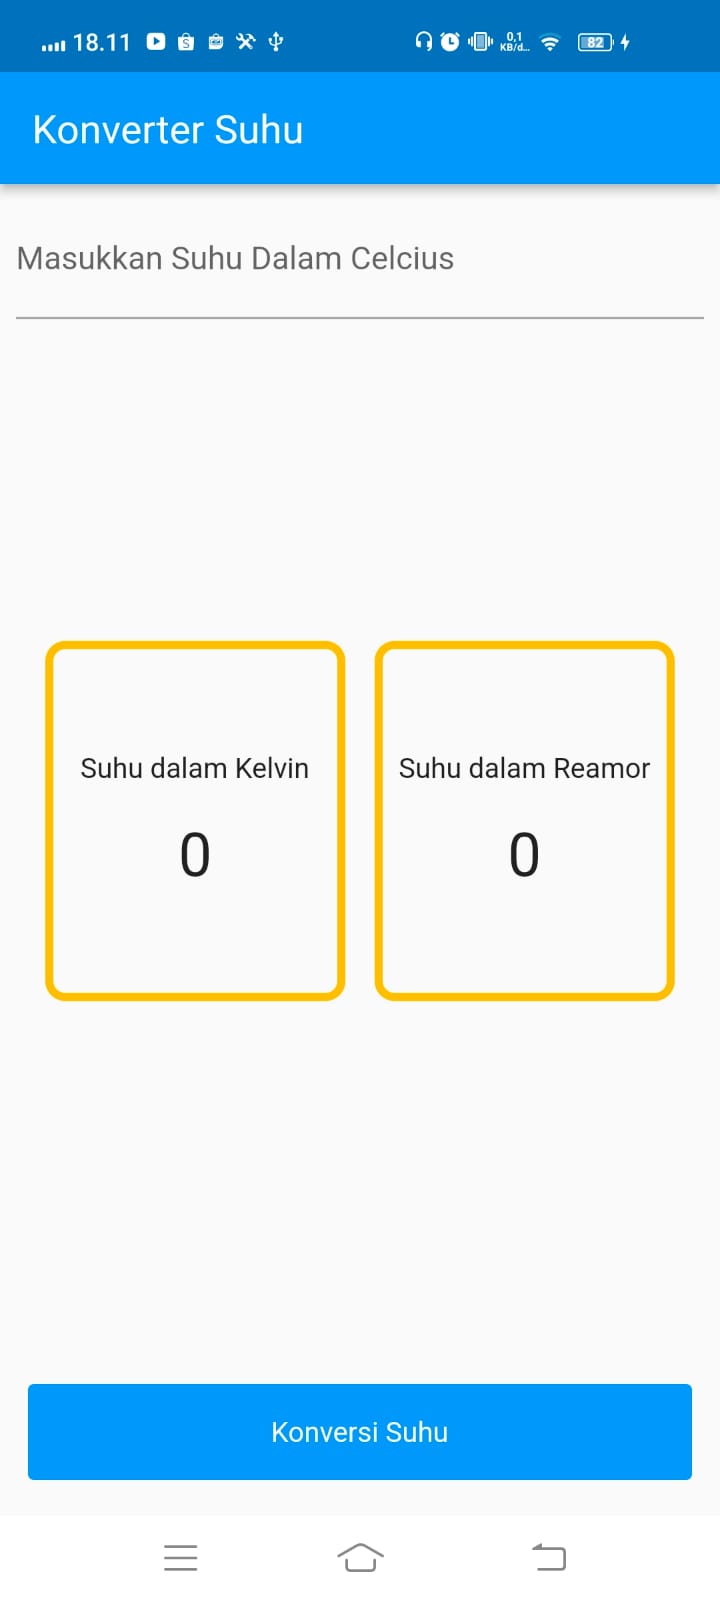 18.11 0,1 KB/d... 82
Konverter Suhu
Masukkan Suhu Dalam Celcius
Suhu dalam Kelvin Suhu dalam Reamor
0 0
Konversi Suhu